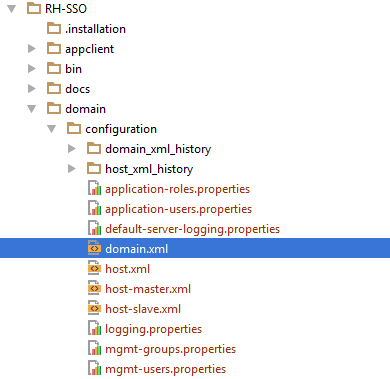 RH-SSO
.installation
appclient
bin
docs
domain
configuration
domain_xml_history
host_xml_history
application-roles.properties
application-users.properties
default-server-logging.properties
domain.xml
host.xml
host-master.xml
host-slave.xml
logging.properties
mgmt-groups.properties
mgmt-users.properties